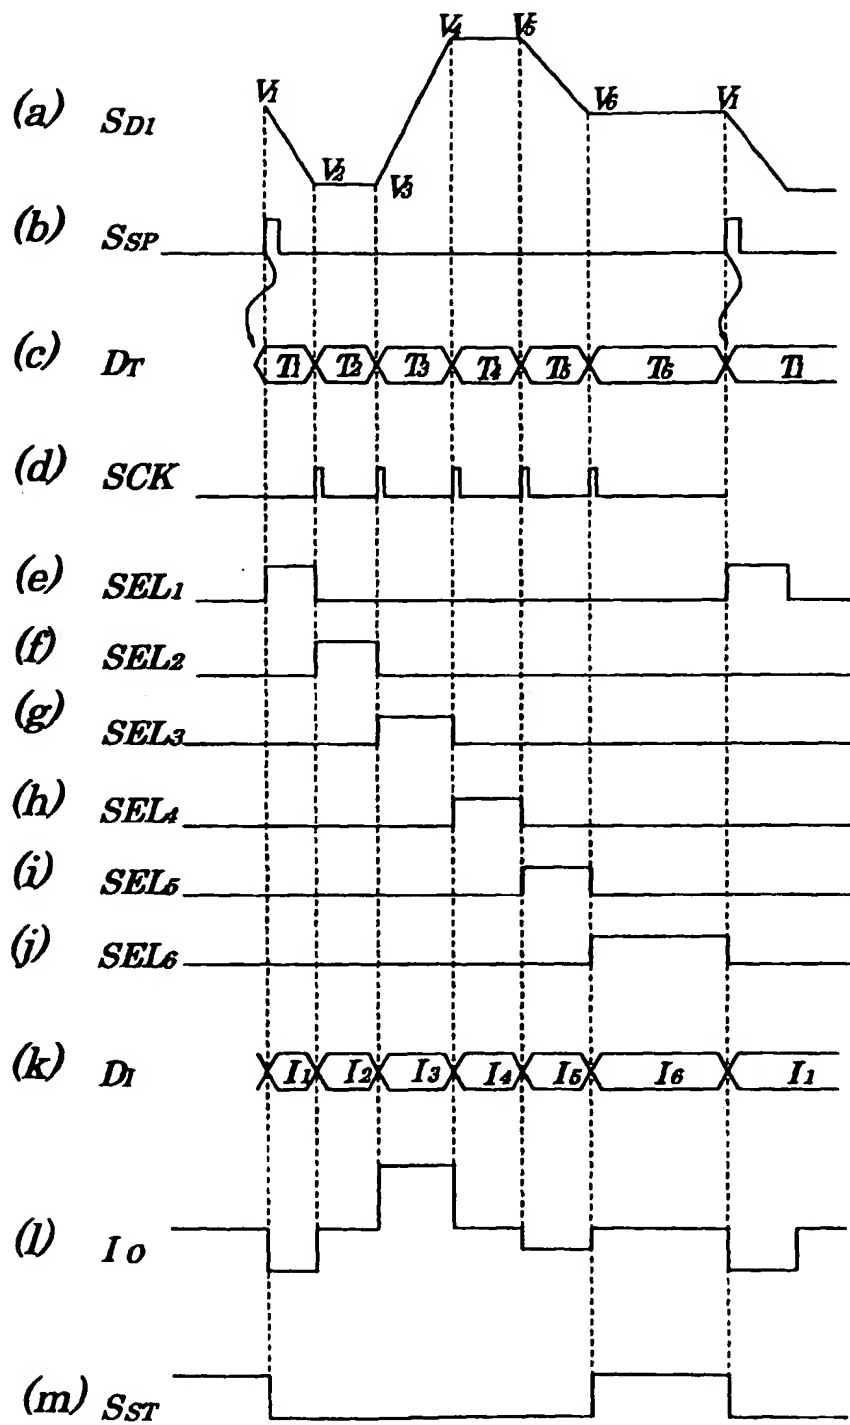 V4 V5
V1 V6 V1
(a) SD1
V2 V3
(b) SSP
(c) DT T1 T2 T3 T4 T5 T6 T1
(d) SCK
(e) SEL1
(f) SEL2
(g) SEL3
(h) SEL4
(i) SEL5
(j) SEL6
(k) DI I1 I2 I3 I4 I5 I6 I1
(l) IO
(m) SST